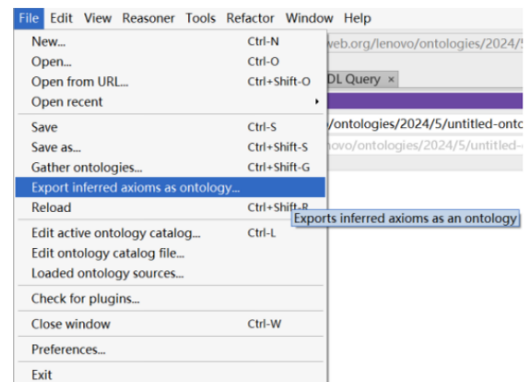 File Edit View Reasoner Tools Refactor Window Help
New... Ctrl-N
web.org/lenovo/ontologies/2024/5
Open... Ctrl-O
Open from URL... Ctrl+Shift-O
DL Query ×
Open recent
Save Ctrl-S
/ontologies/2024/5/untitled-onto
Save as... Ctrl+Shift-S
novo/ontologies/2024/5/untitled-
Gather ontologies... Ctrl+Shift-G
Export inferred axioms as ontology...
Reload Ctrl+Shift-R
Exports inferred axioms as an ontology
Edit active ontology catalog... Ctrl-L
Edit ontology catalog file...
Loaded ontology sources...
Check for plugins...
Close window Ctrl-W
Preferences...
Exit